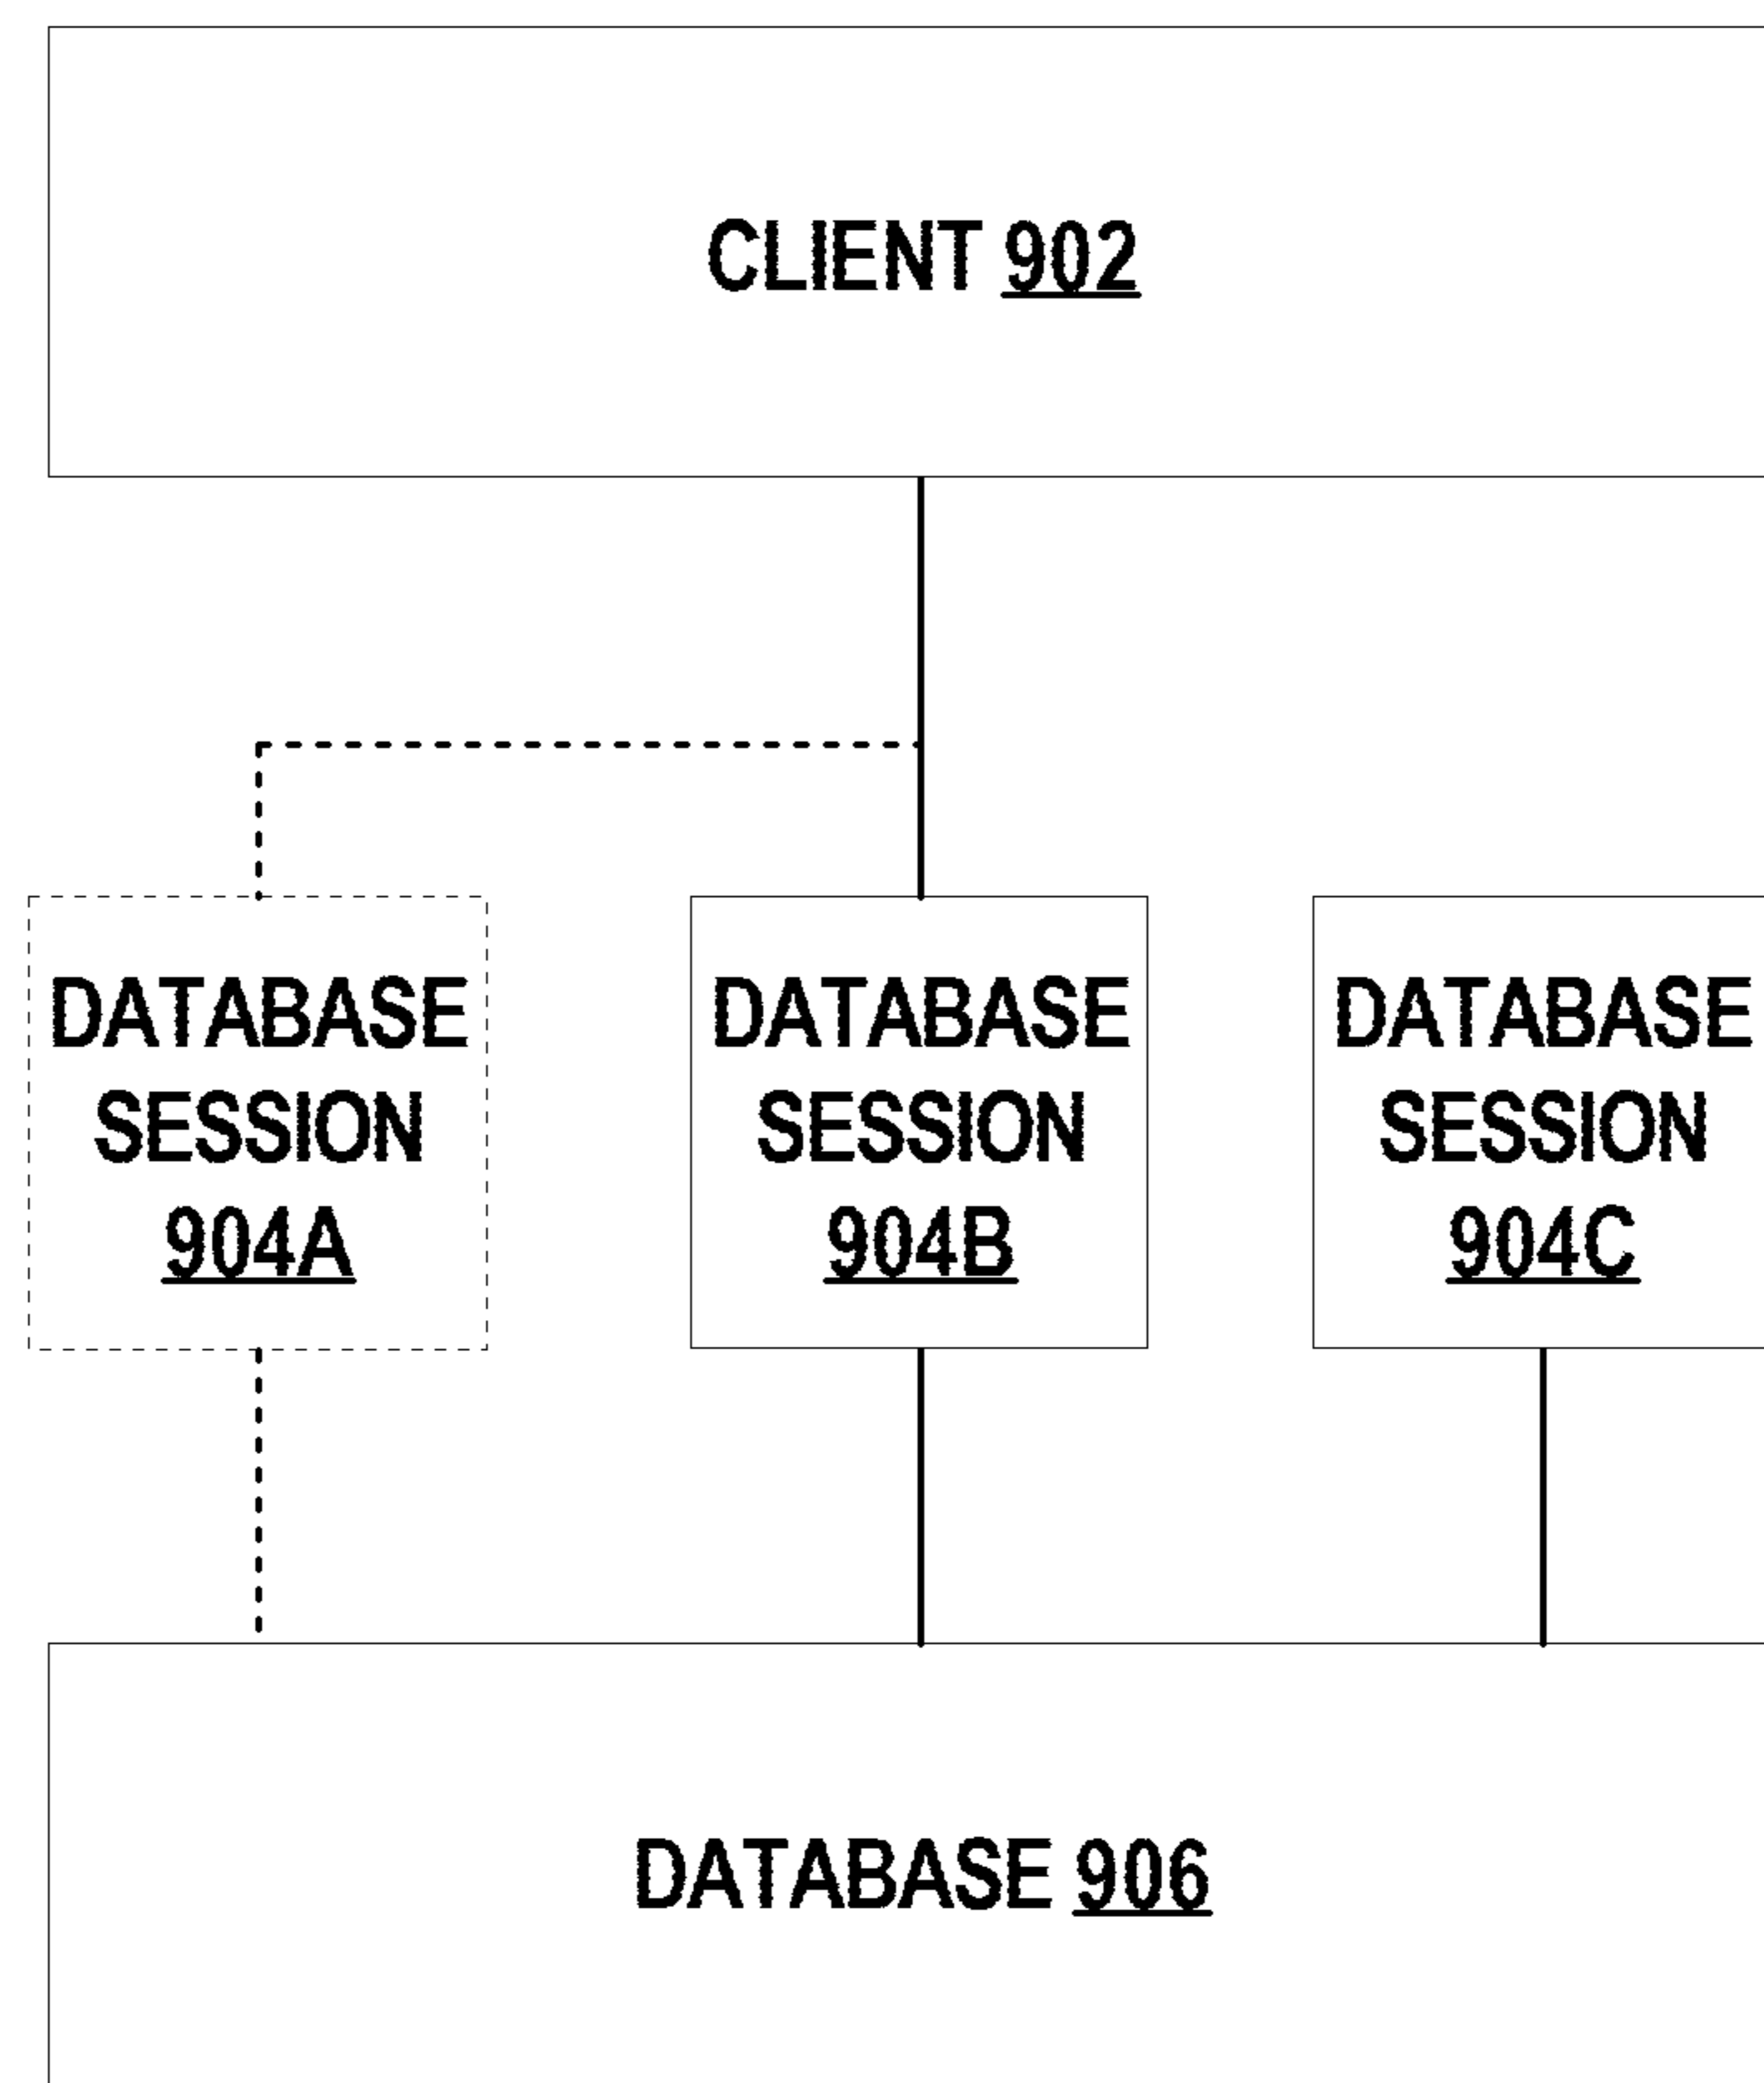 CLIENT 902
DATABASE
SESSION
904A
DATABASE
SESSION
904B
DATABASE
SESSION
904C
DATABASE 906